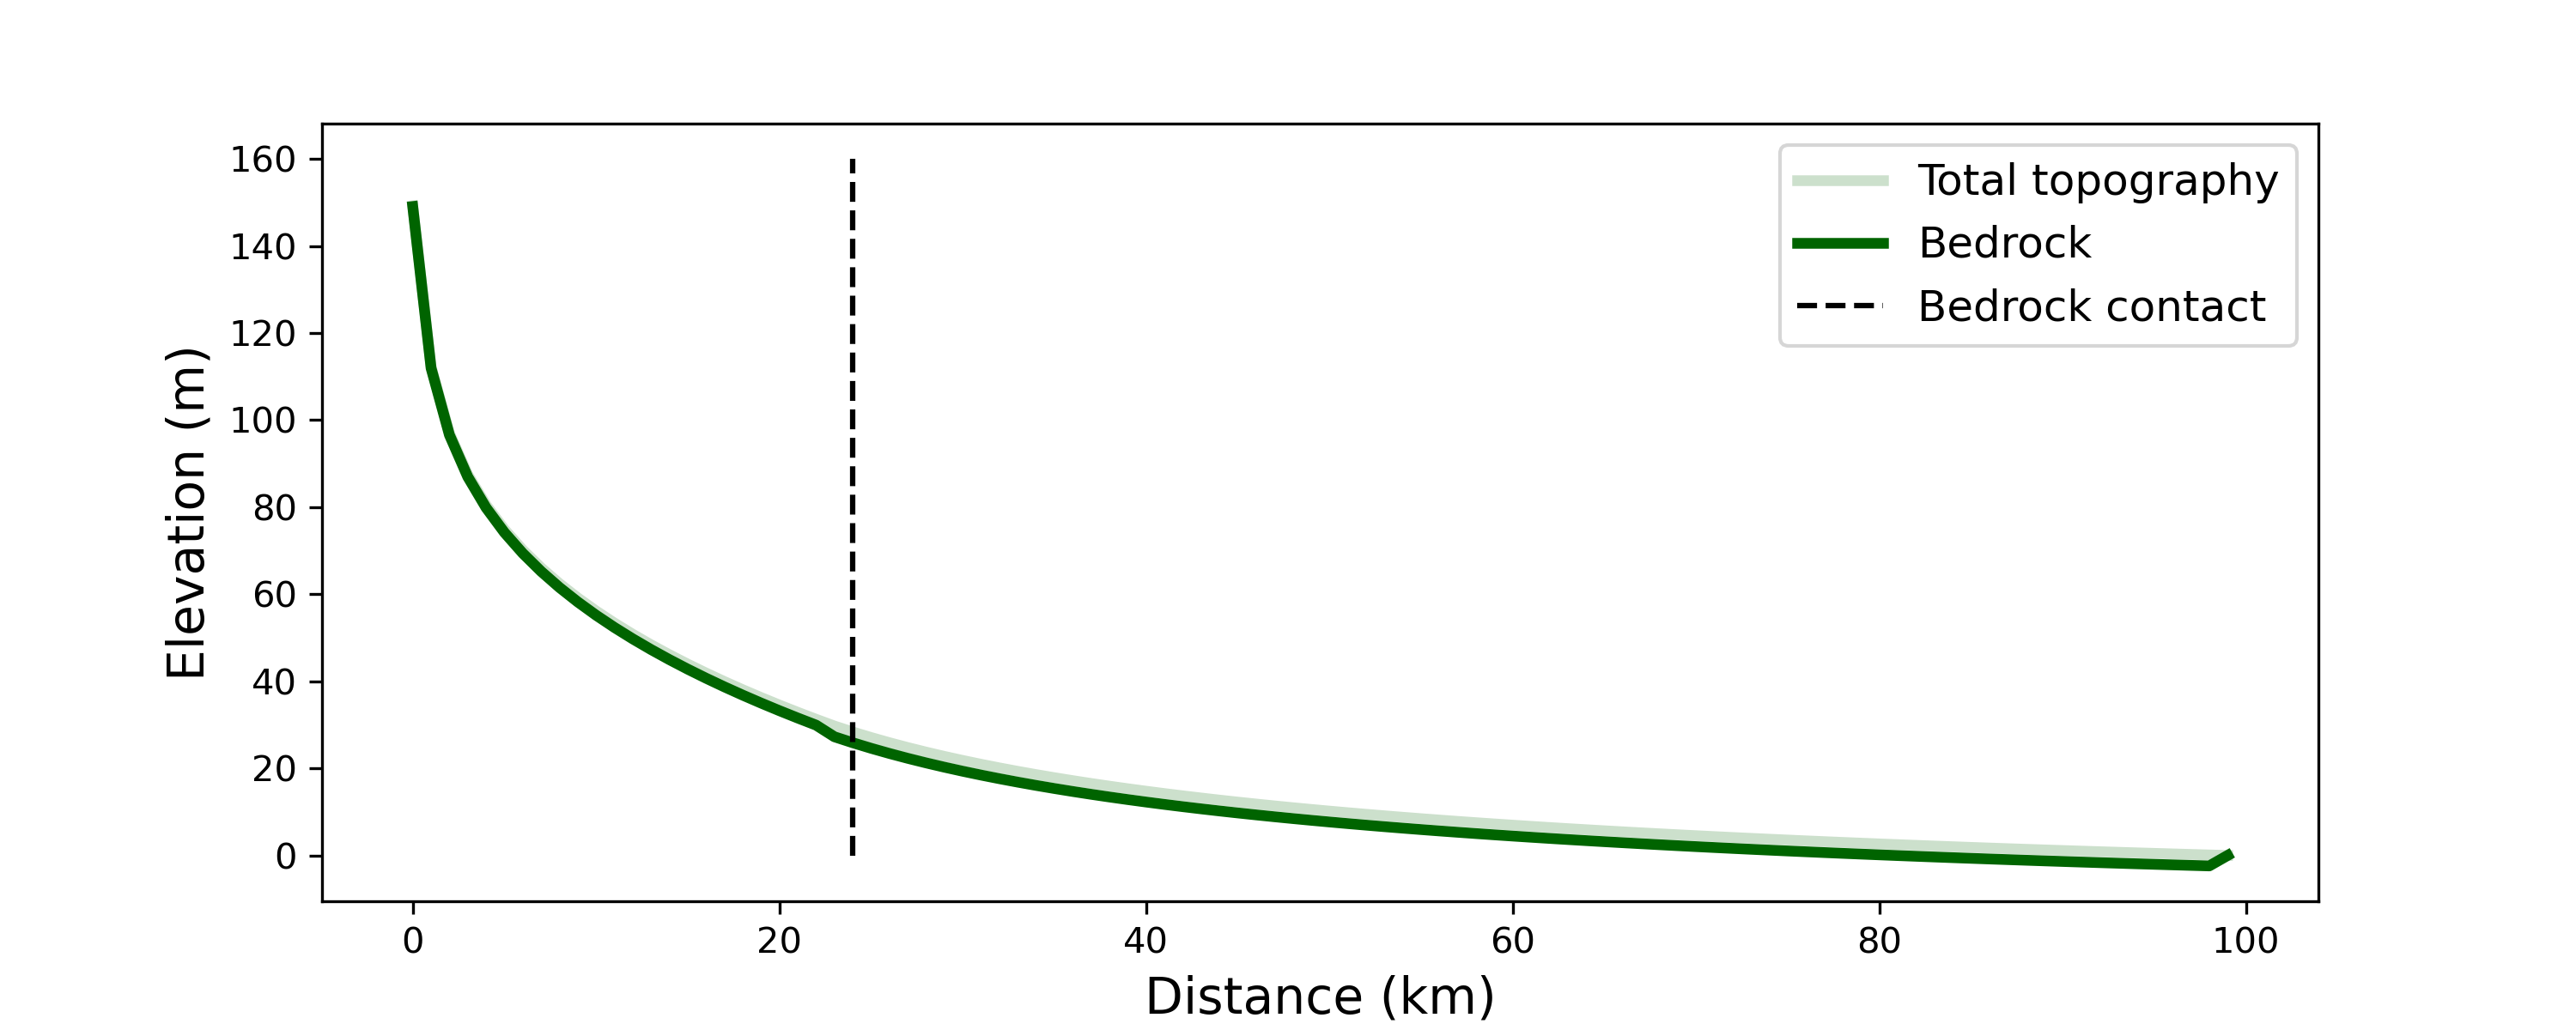 160
140
120
100
80
60
40
20
0
Elevation (m)
Total topography
Bedrock
Bedrock contact
0 20 40 60 80 100
Distance (km)